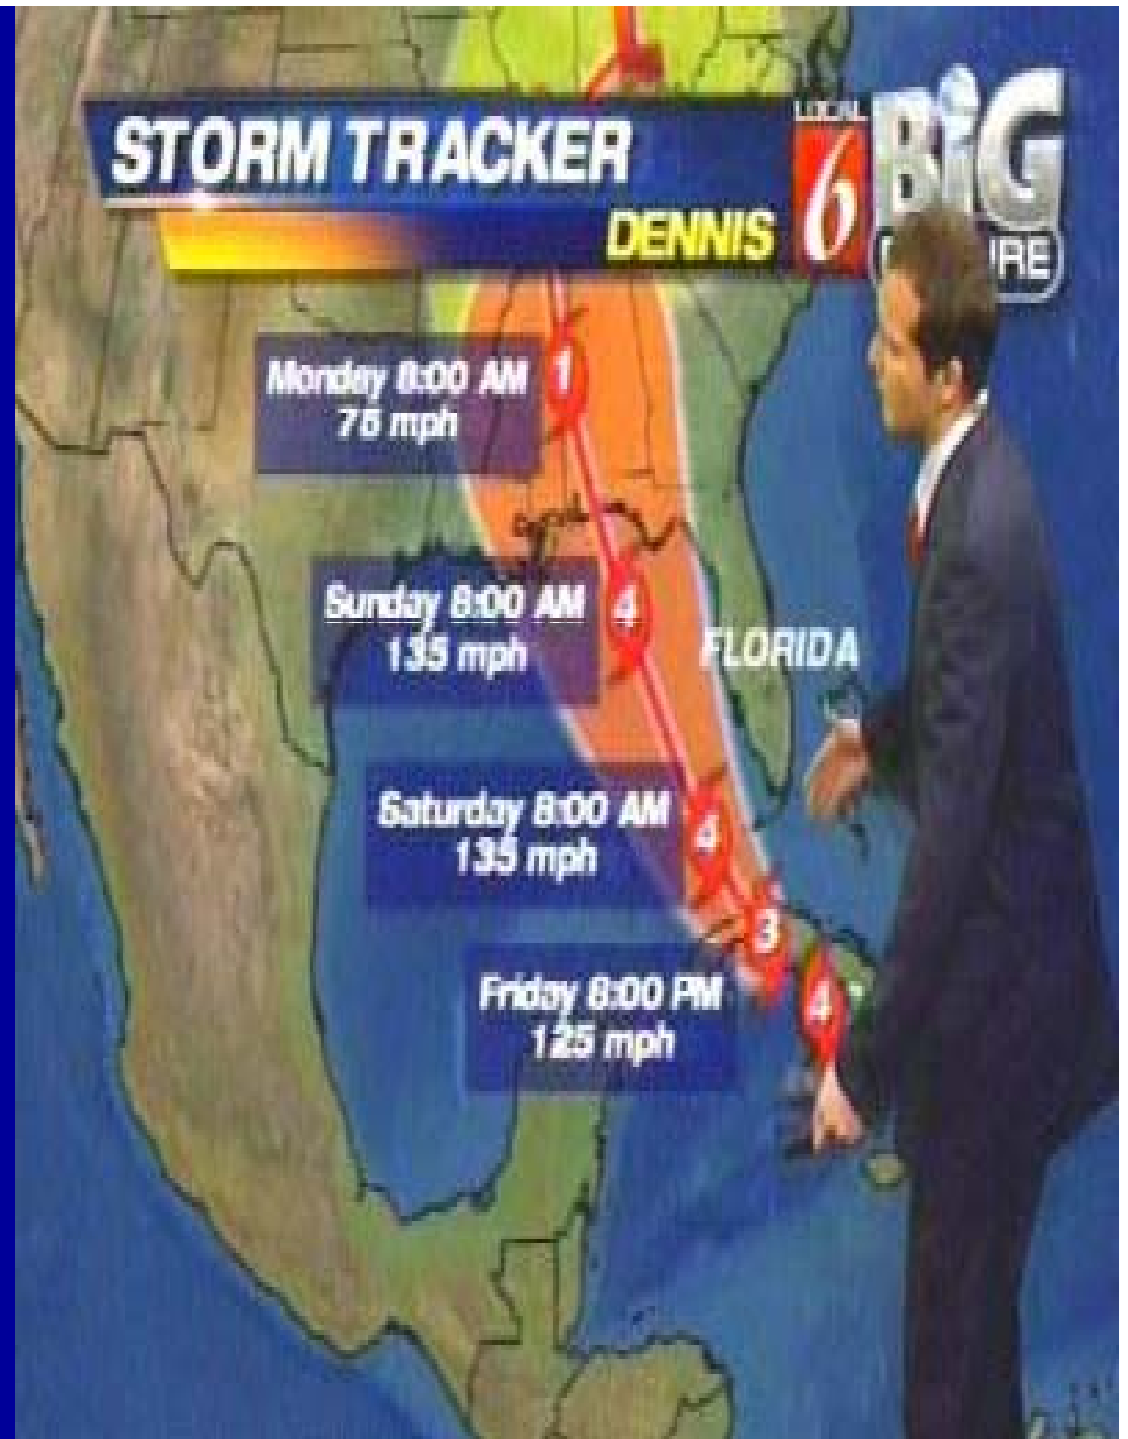 STORM TRACKER
DENNIS
LOCAL
6
BiG
URE
Monday 8:00 AM
75 mph
1
Sunday 8:00 AM
135 mph
4
FLORIDA
Saturday 8:00 AM
135 mph
4
3
Friday 8:00 PM
125 mph
4